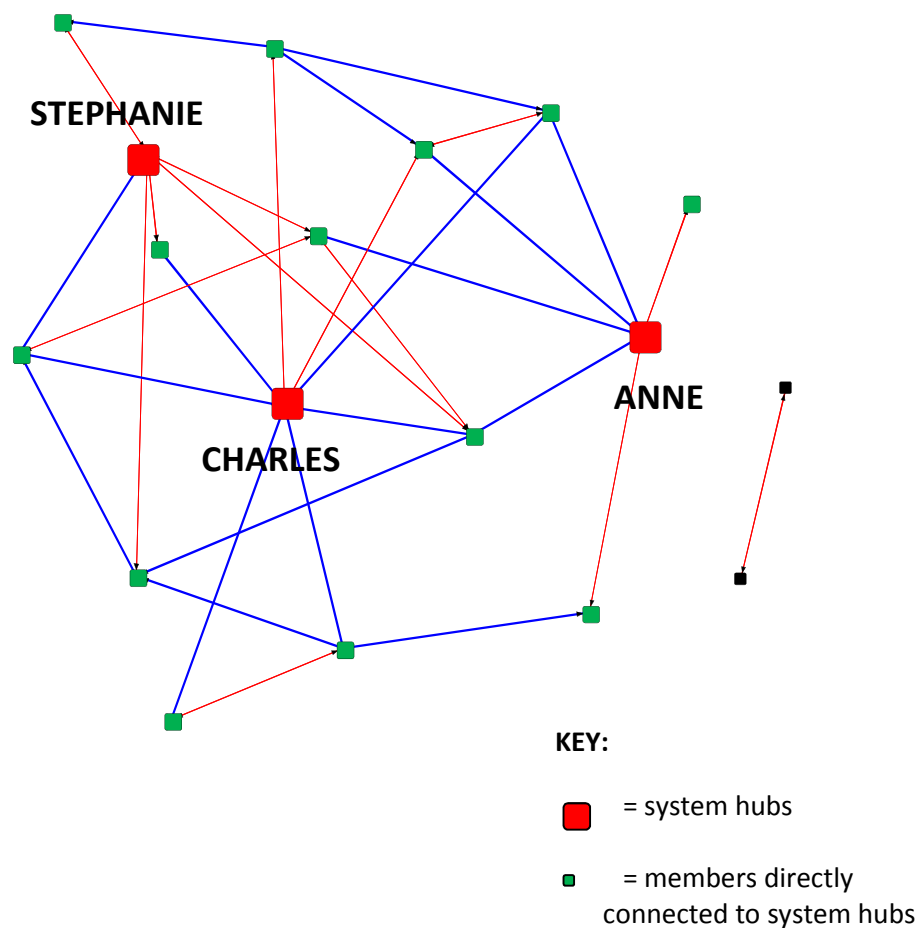 STEPHANIE
ANNE
CHARLES
KEY:
= system hubs
= members directly
connected to system hubs